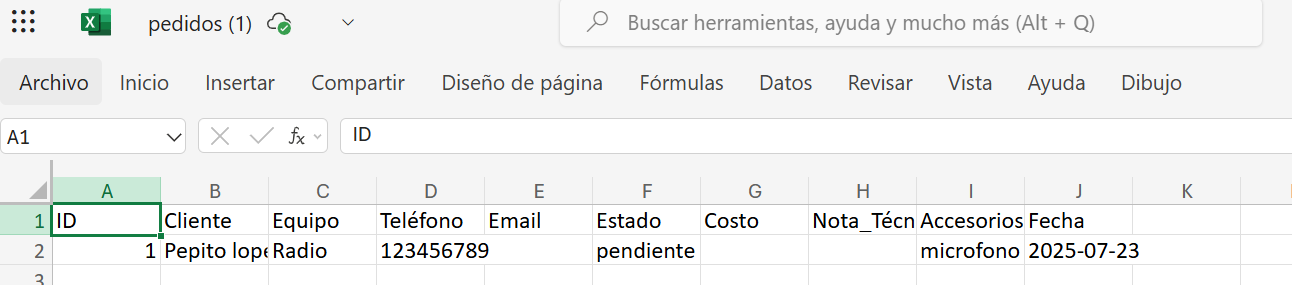 pedidos (1)
Buscar herramientas, ayuda y mucho más (Alt + Q)
Archivo Inicio Insertar Compartir Diseño de página Fórmulas Datos Revisar Vista Ayuda Dibujo
A1 fx ID
A B C D E F G H I J K
1 ID Cliente Equipo Teléfono Email Estado Costo Nota_Técn Accesorios Fecha
2 1 Pepito lope Radio 123456789 pendiente microfono 2025-07-23
3